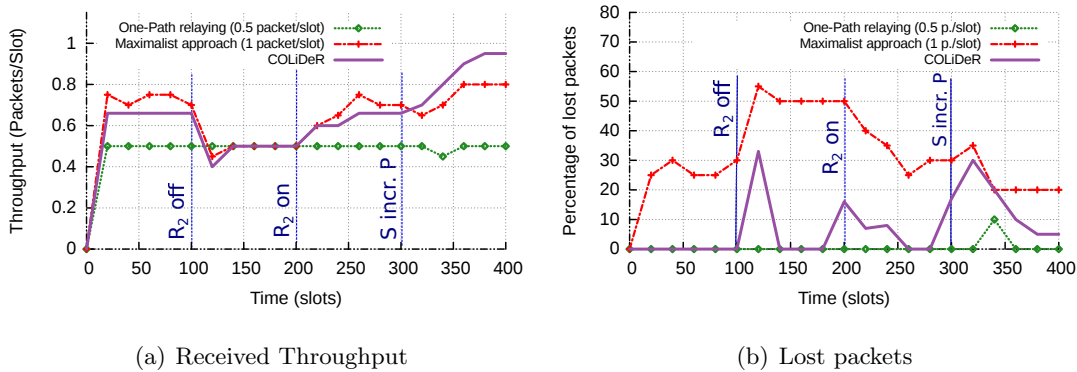 One-Path relaying (0.5 packet/slot)
Maximalist approach (1 packet/slot)
COLiDeR
Throughput (Packets/Slot)
1
0.8
0.6
0.4
0.2
0
R2 off
R2 on
S incr. P
0 50 100 150 200 250 300 350 400
Time (slots)
(a) Received Throughput
One-Path relaying (0.5 p./slot)
Maximalist approach (1 p./slot)
COLiDeR
Percentage of lost packets
80
70
60
50
40
30
20
10
0
R2 off
R2 on
S incr. P
0 50 100 150 200 250 300 350 400
Time (slots)
(b) Lost packets